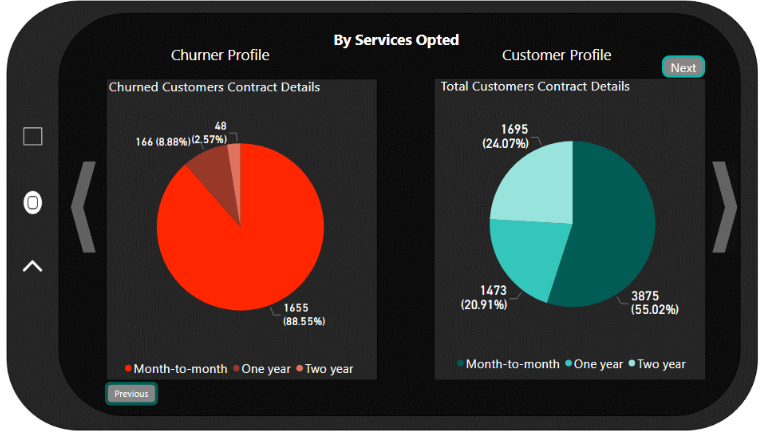 By Services Opted
Churner Profile
Customer Profile
Next
Churned Customers Contract Details
48
(2.57%)
166 (8.88%)
1655
(88.55%)
Month-to-month One year Two year
Previous
Total Customers Contract Details
1695
(24.07%)
1473
(20.91%)
3875
(55.02%)
Month-to-month One year Two year